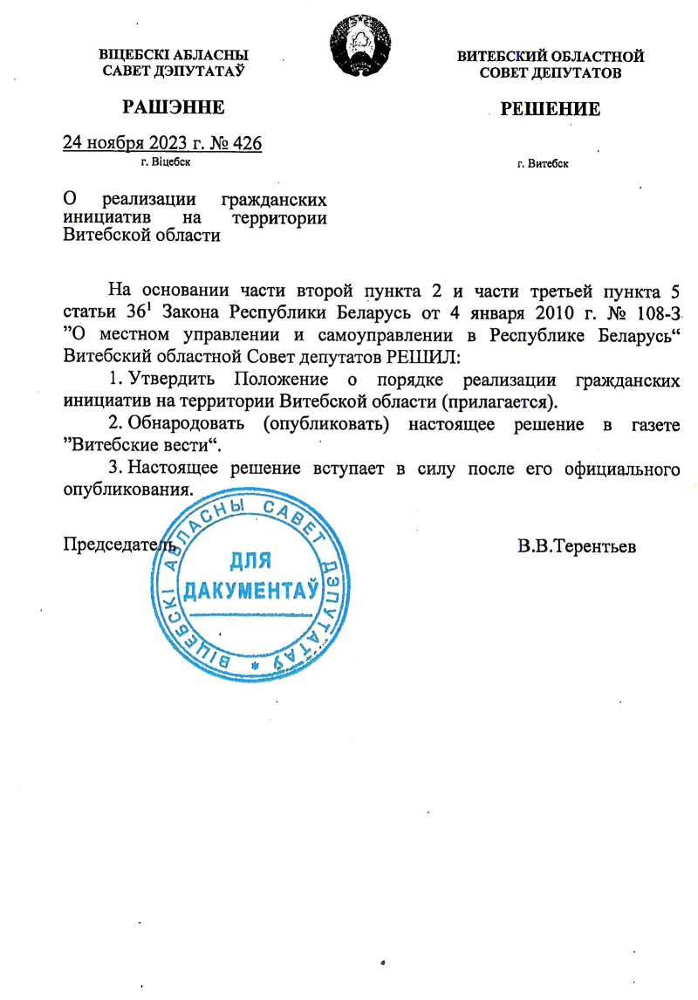 ВІЦЕБСКІ АБЛАСНЫ
САВЕТ ДЭПУТАТАЎ
РАШЭННЕ
24 ноября 2023 г. № 426
г. Віцебск
ВИТЕБСКИЙ ОБЛАСТНОЙ
СОВЕТ ДЕПУТАТОВ
РЕШЕНИЕ
г. Витебск
О реализации гражданских
инициатив на территории
Витебской области
На основании части второй пункта 2 и части третьей пункта 5
статьи 36¹ Закона Республики Беларусь от 4 января 2010 г. № 108-З
”О местном управлении и самоуправлении в Республике Беларусь“
Витебский областной Совет депутатов РЕШИЛ:
1. Утвердить Положение о порядке реализации гражданских
инициатив на территории Витебской области (прилагается).
2. Обнародовать (опубликовать) настоящее решение в газете
”Витебские вести“.
3. Настоящее решение вступает в силу после его официального
опубликования.
Председатель В.В.Терентьев
ВІЦЕБСКІ АБЛАСНЫ САВЕТ ДЭПУТАТАЎ *
ДЛЯ
ДАКУМЕНТАЎ